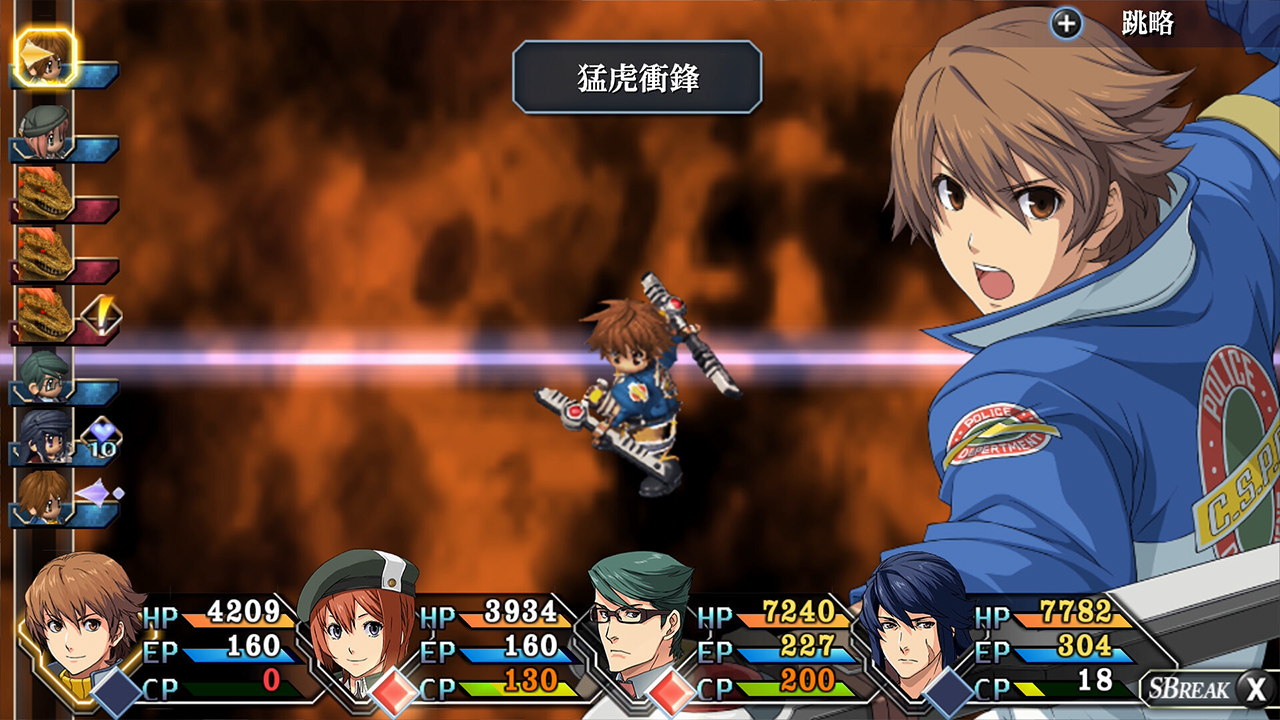 + 跳略
猛虎衝鋒
POLICE
DEPARTMENT
POLICE
C.S.P.
10
HP 4209
EP 160
CP 0
HP 3934
EP 160
CP 130
HP 7240
EP 227
CP 200
HP 7782
EP 304
CP 18
SBREAK X